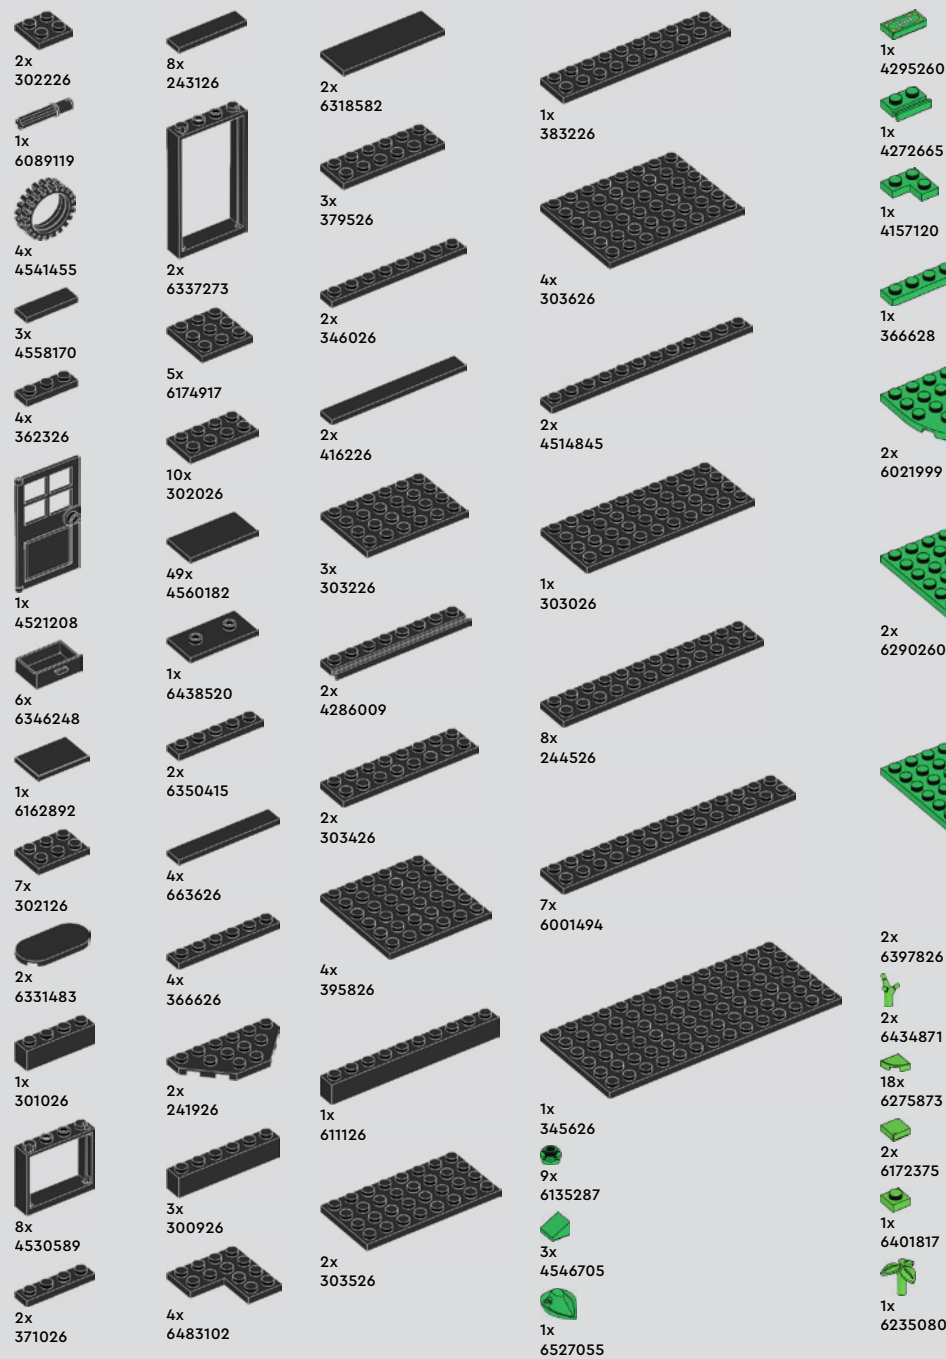 2x
302226
1x
6089119
4x
4541455
3x
4558170
4x
362326
1x
4521208
6x
6346248
1x
6162892
7x
302126
2x
6331483
1x
301026
8x
4530589
2x
371026
8x
243126
2x
6337273
5x
6174917
10x
302026
49x
4560182
1x
6438520
2x
6350415
4x
663626
4x
366626
2x
241926
3x
300926
4x
6483102
2x
6318582
3x
379526
2x
346026
2x
416226
3x
303226
2x
4286009
2x
303426
4x
395826
1x
611126
2x
303526
1x
383226
4x
303626
2x
4514845
1x
303026
8x
244526
7x
6001494
1x
345626
9x
6135287
3x
4546705
1x
6527055
1x
4295260
1x
4272665
1x
4157120
1x
366628
2x
6021999
2x
6290260
2x
6397826
2x
6434871
18x
6275873
2x
6172375
1x
6401817
1x
6235080